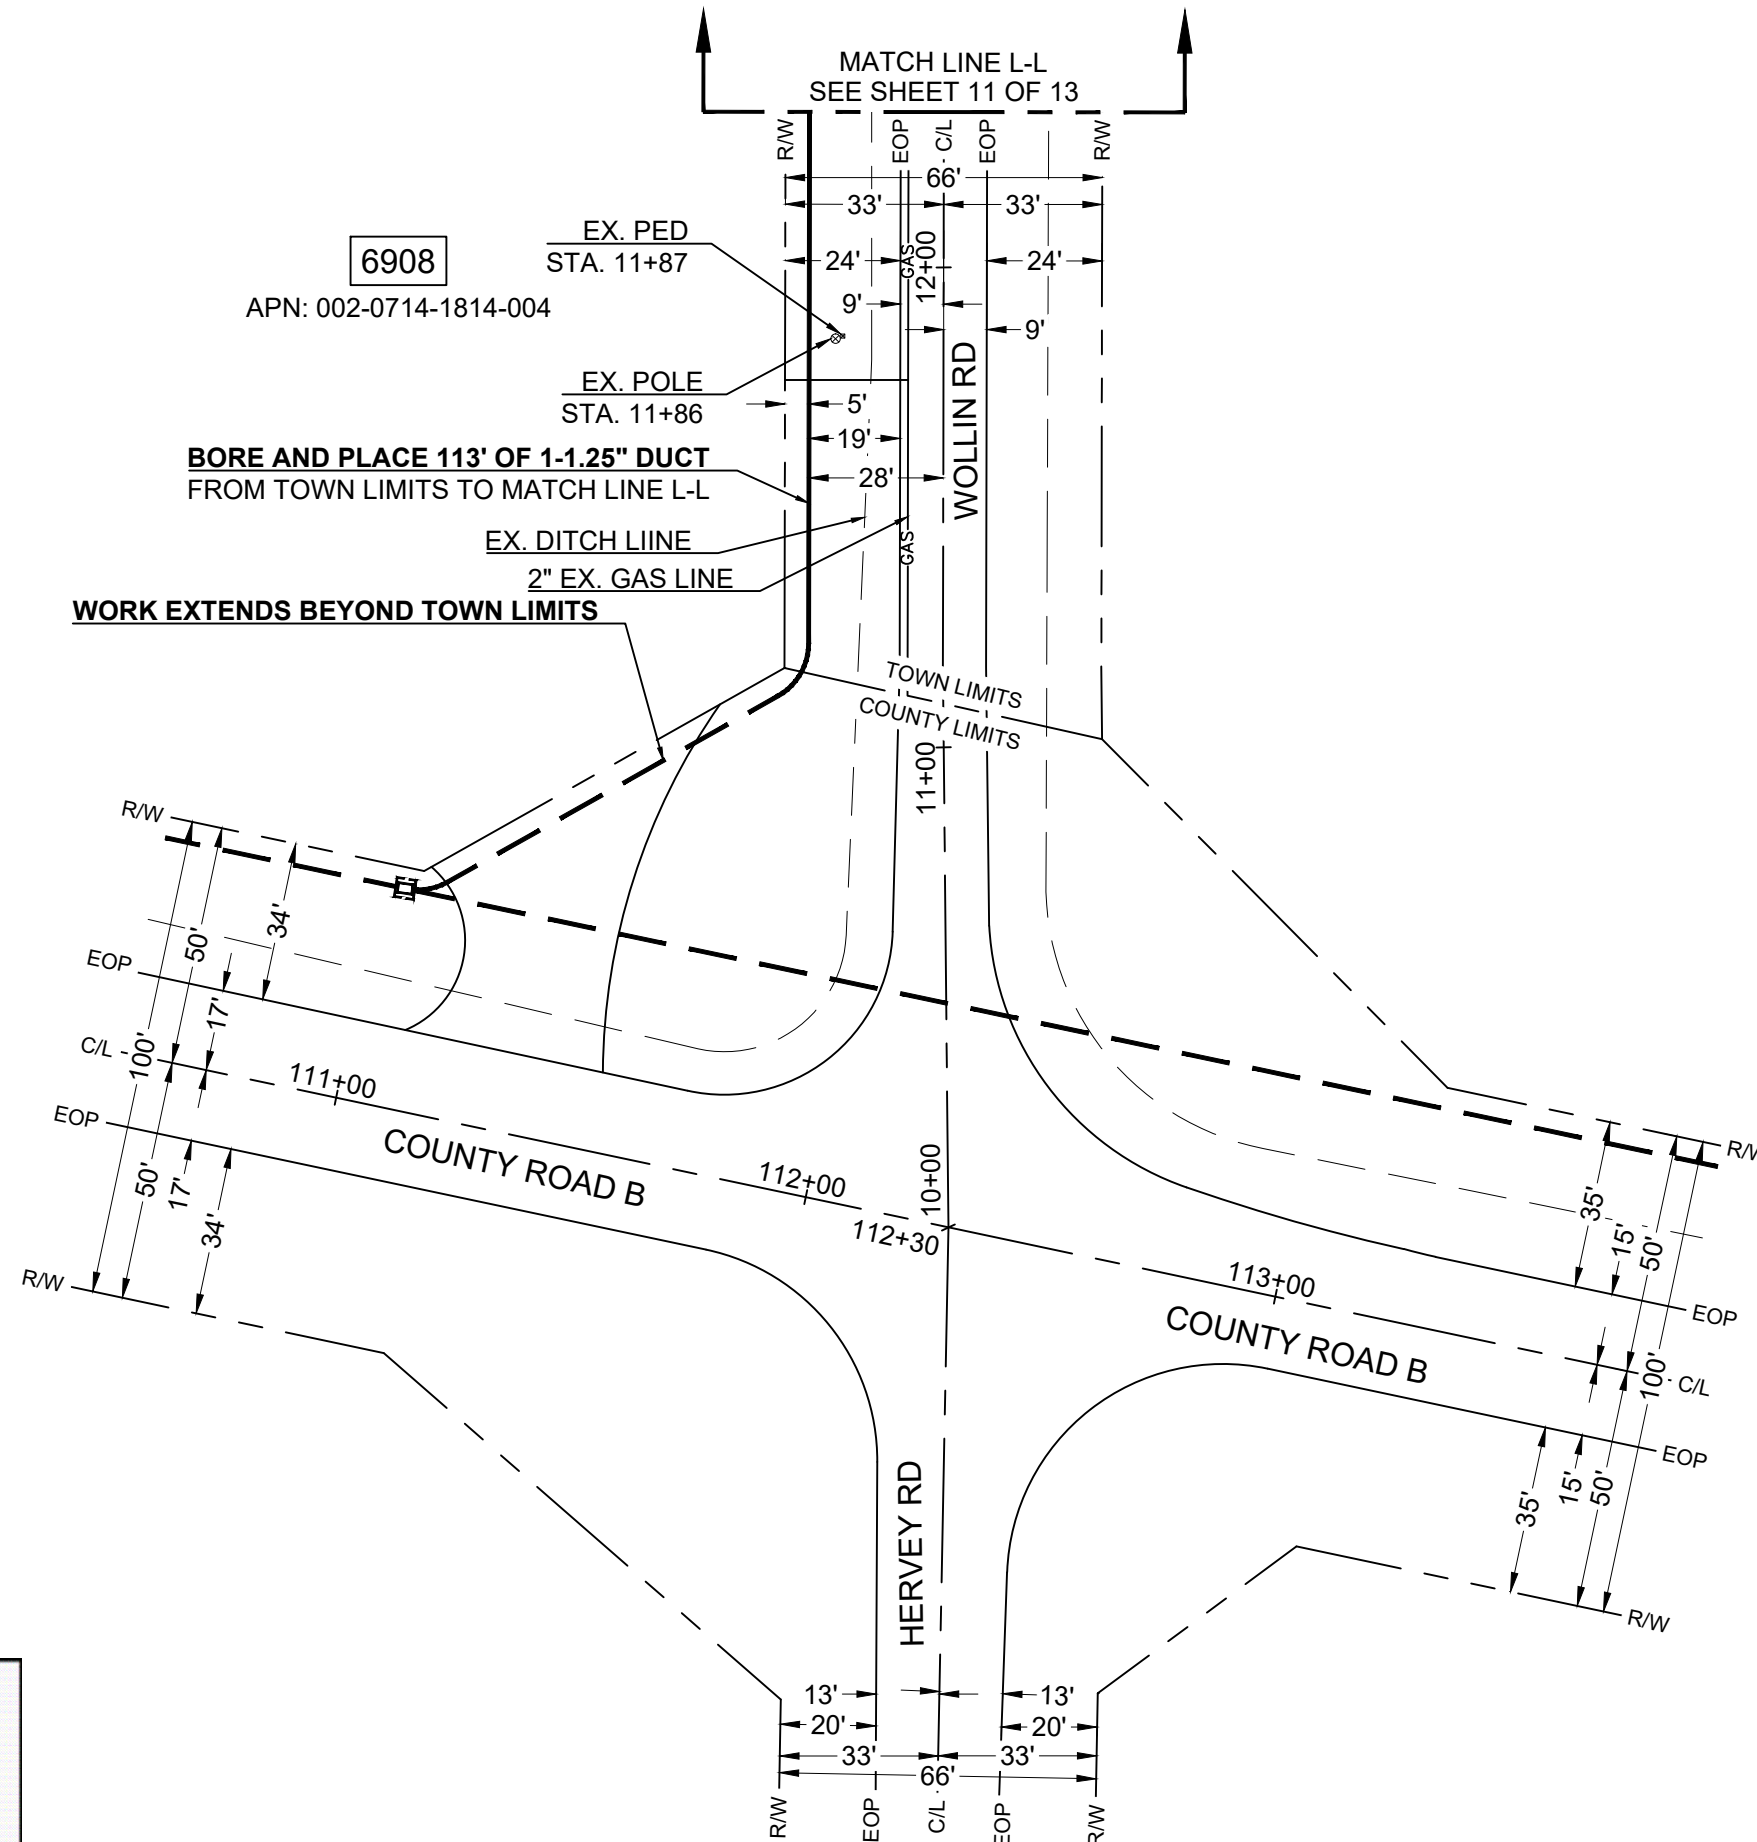 MATCH LINE L-L
SEE SHEET 11 OF 13
R/W
EOP
C/L
EOP
R/W
66'
33'
33'
EX. PED
STA. 11+87
6908
APN: 002-0714-1814-004
24'
GAS
12+00
24'
9'
9'
EX. POLE
STA. 11+86
5'
19'
WOLLIN RD
BORE AND PLACE 113' OF 1-1.25" DUCT
FROM TOWN LIMITS TO MATCH LINE L-L
28'
EX. DITCH LIINE
GAS
2" EX. GAS LINE
WORK EXTENDS BEYOND TOWN LIMITS
TOWN LIMITS
COUNTY LIMITS
11+00
R/W
34'
50'
EOP
17'
C/L
100'
111+00
EOP
COUNTY ROAD B
50'
17'
34'
112+00
10+00
112+30
R/W
R/W
35'
15'
50'
113+00
EOP
COUNTY ROAD B
100'
C/L
EOP
15'
50'
35'
R/W
HERVEY RD
13'
13'
20'
20'
33'
33'
66'
R/W
EOP
C/L
EOP
R/W